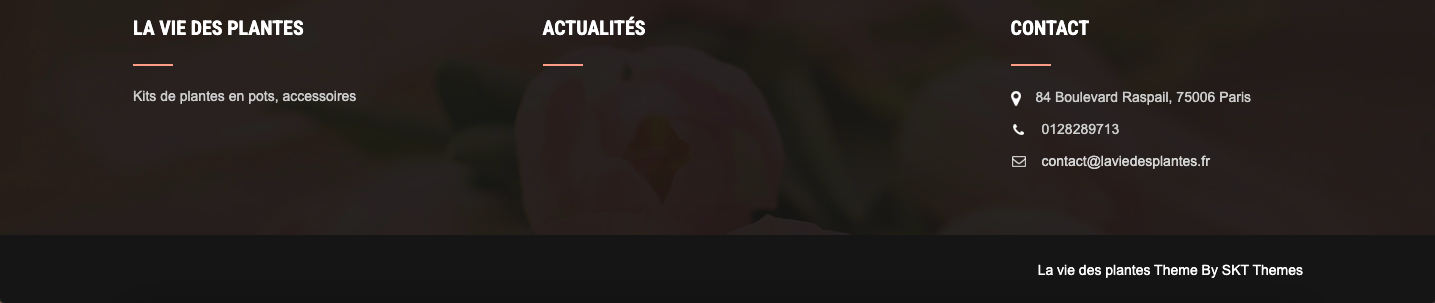 LA VIE DES PLANTES
Kits de plantes en pots, accessoires
ACTUALITÉS
CONTACT
84 Boulevard Raspail, 75006 Paris
0128289713
contact@laviedesplantes.fr
La vie des plantes Theme By SKT Themes